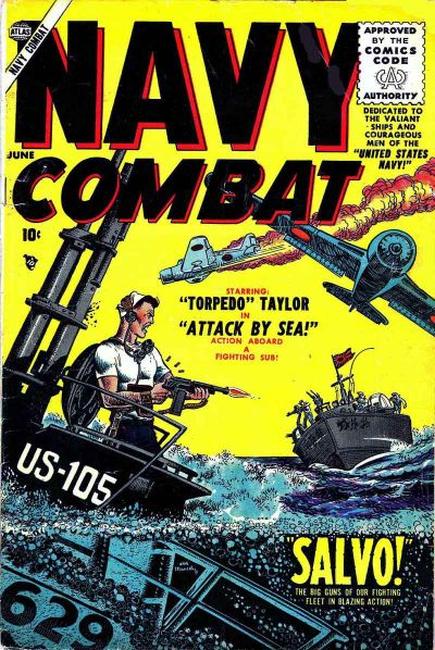 ATLAS
NAVY COMBAT
NAVY
COMBAT
JUNE
10¢
APPROVED
BY THE
COMICS
CODE
CA
AUTHORITY
DEDICATED TO
THE VALIANT
SHIPS AND
COURAGEOUS
MEN OF THE
"UNITED STATES
NAVY!"
STARRING:
"TORPEDO" TAYLOR
IN
"ATTACK BY SEA!"
ACTION ABOARD
A
FIGHTING SUB!
US-105
"SALVO!"
THE BIG GUNS OF OUR FIGHTING
FLEET IN BLAZING ACTION!
629